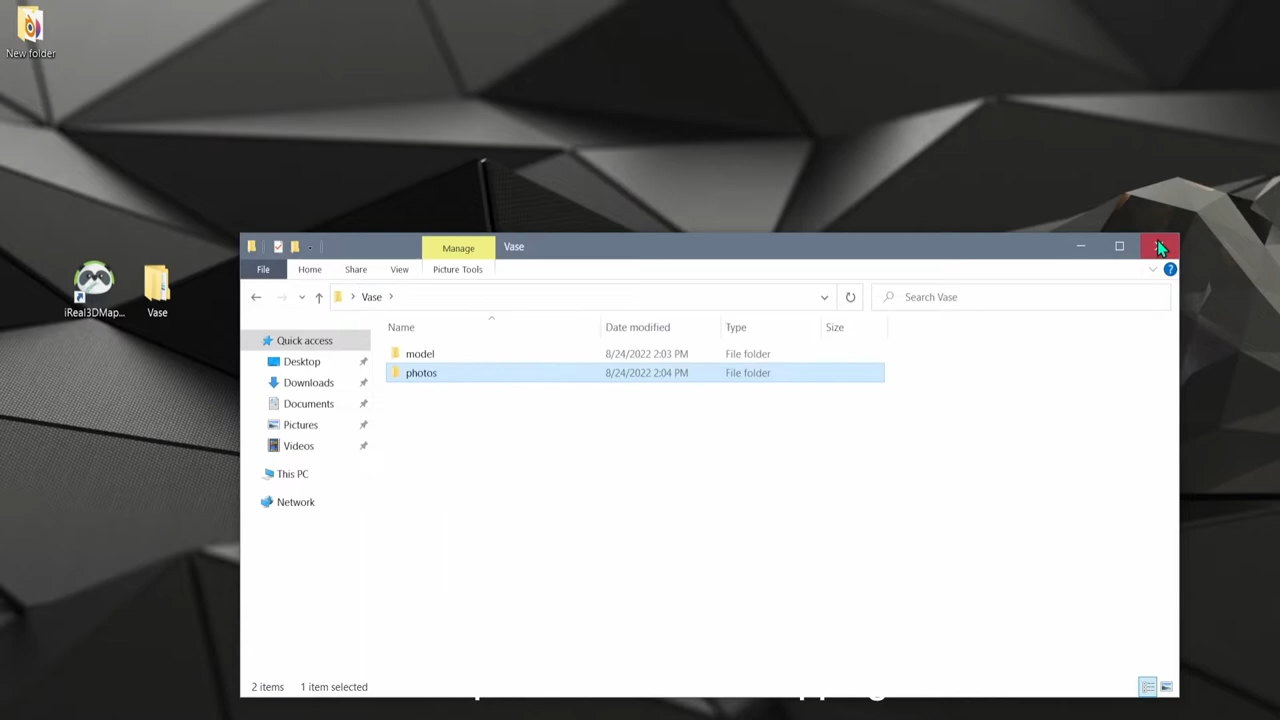 New folder
iReal3DMap...
Vase
Manage
Vase
File
Home
Share
View
Picture Tools
Vase
Search Vase
Name
Date modified
Type
Size
model
8/24/2022 2:03 PM
File folder
photos
8/24/2022 2:04 PM
File folder
Quick access
Desktop
Downloads
Documents
Pictures
Videos
This PC
Network
2 items
1 item selected